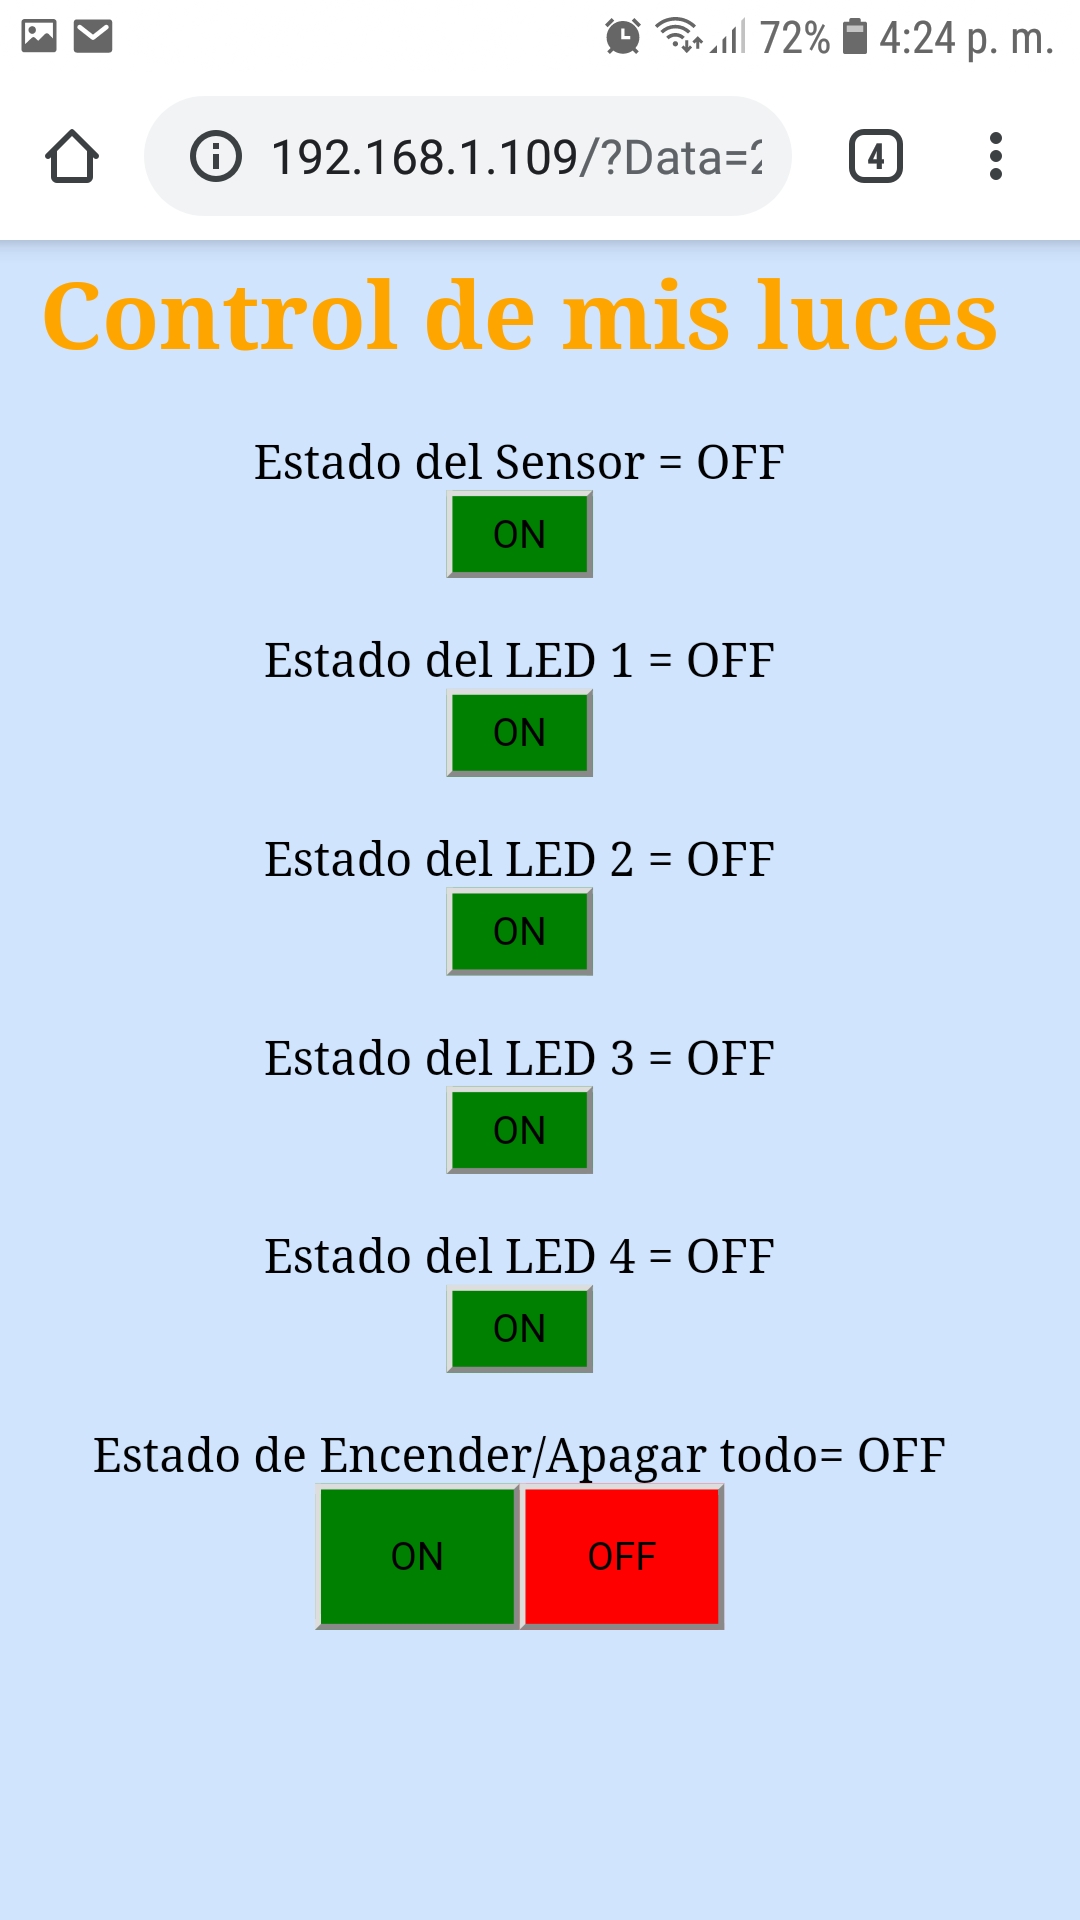 72% 4:24 p. m.
192.168.1.109/?Data=2 4
Control de mis luces
Estado del Sensor = OFF
ON
Estado del LED 1 = OFF
ON
Estado del LED 2 = OFF
ON
Estado del LED 3 = OFF
ON
Estado del LED 4 = OFF
ON
Estado de Encender/Apagar todo= OFF
ON OFF